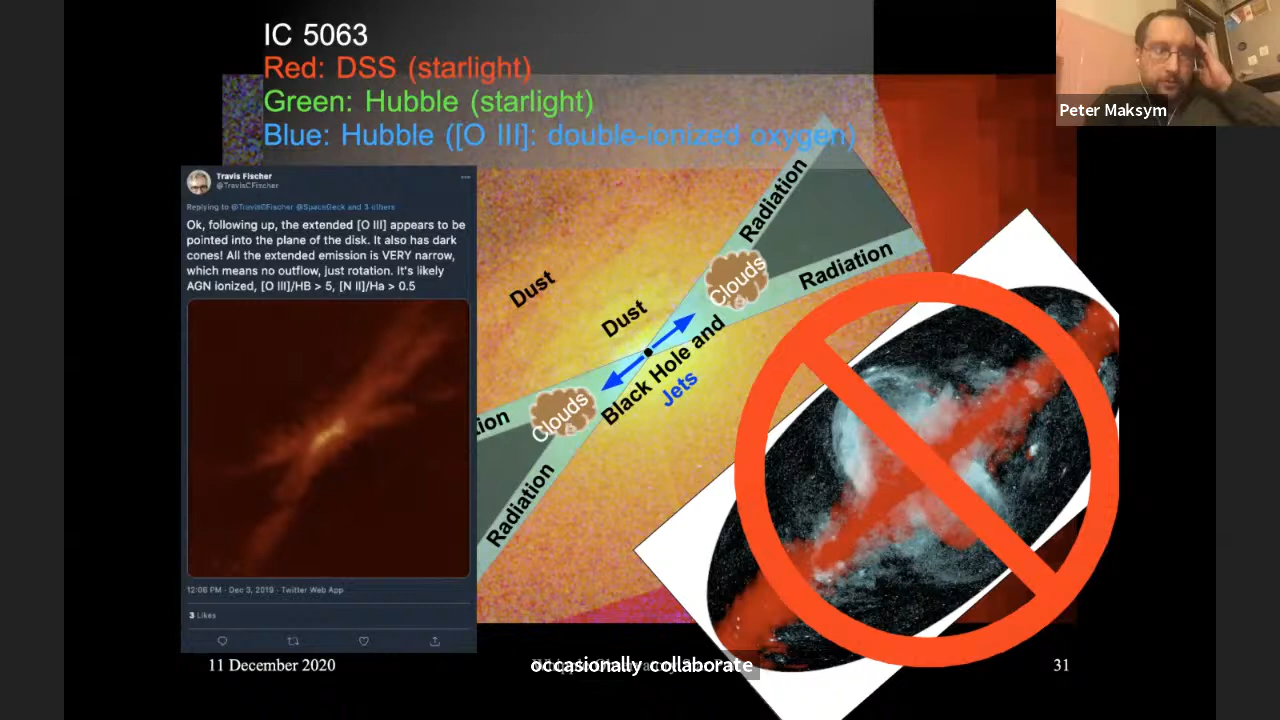 IC 5063
Red: DSS (starlight)
Green: Hubble (starlight)
Blue: Hubble ([O III]: double-ionized oxygen)
Peter Maksym
Travis Fischer
@TravisCFischer
Replying to @TravisCFischer @SpaceGeck and 3 others
Ok, following up, the extended [O III] appears to be
pointed into the plane of the disk. It also has dark
cones! All the extended emission is VERY narrow,
which means no outflow, just rotation. It's likely
AGN ionized, [O III]/HB > 5, [N II]/Ha > 0.5
12:08 PM · Dec 3, 2019 · Twitter Web App
3 Likes
Radiation
Radiation
Clouds
Dust
Dust
Black Hole and
Jets
Clouds
tion
Radiation
11 December 2020
occasionally collaborate
31